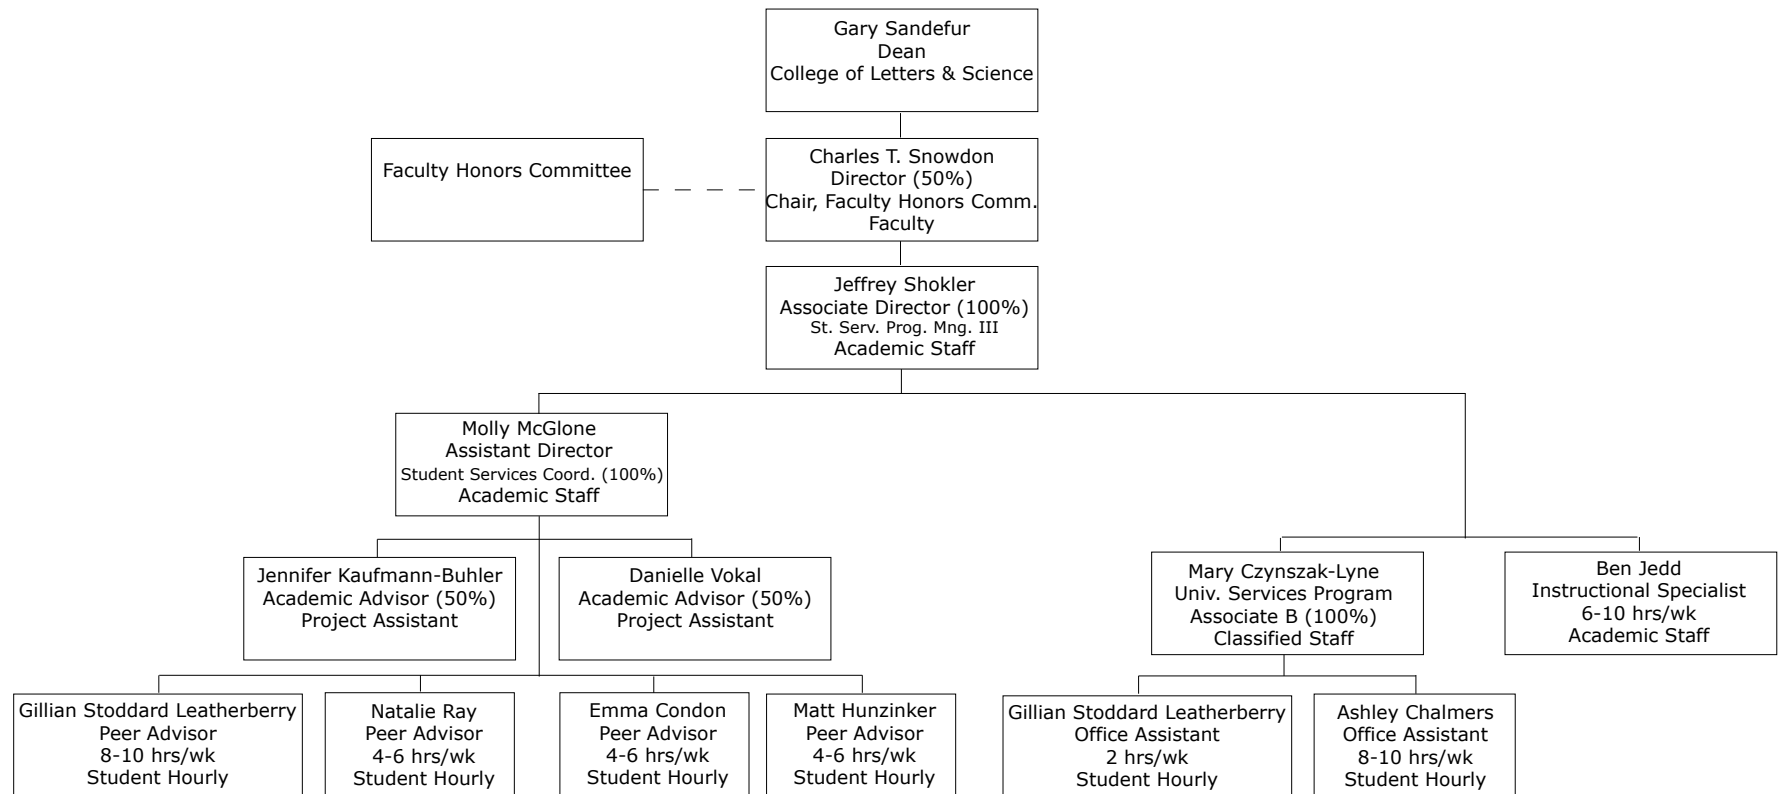 Gary Sandefur
Dean
College of Letters & Science
Faculty Honors Committee
Charles T. Snowdon
Director (50%)
Chair, Faculty Honors Comm.
Faculty
Jeffrey Shokler
Associate Director (100%)
St. Serv. Prog. Mng. III
Academic Staff
Molly McGlone
Assistant Director
Student Services Coord. (100%)
Academic Staff
Jennifer Kaufmann-Buhler
Academic Advisor (50%)
Project Assistant
Danielle Vokal
Academic Advisor (50%)
Project Assistant
Mary Czynszak-Lyne
Univ. Services Program
Associate B (100%)
Classified Staff
Ben Jedd
Instructional Specialist
6-10 hrs/wk
Academic Staff
Gillian Stoddard Leatherberry
Peer Advisor
8-10 hrs/wk
Student Hourly
Natalie Ray
Peer Advisor
4-6 hrs/wk
Student Hourly
Emma Condon
Peer Advisor
4-6 hrs/wk
Student Hourly
Matt Hunzinker
Peer Advisor
4-6 hrs/wk
Student Hourly
Gillian Stoddard Leatherberry
Office Assistant
2 hrs/wk
Student Hourly
Ashley Chalmers
Office Assistant
8-10 hrs/wk
Student Hourly